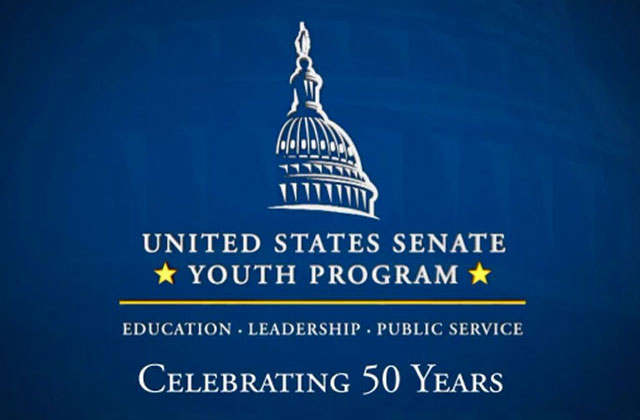 UNITED STATES SENATE
YOUTH PROGRAM
EDUCATION · LEADERSHIP · PUBLIC SERVICE
CELEBRATING 50 YEARS